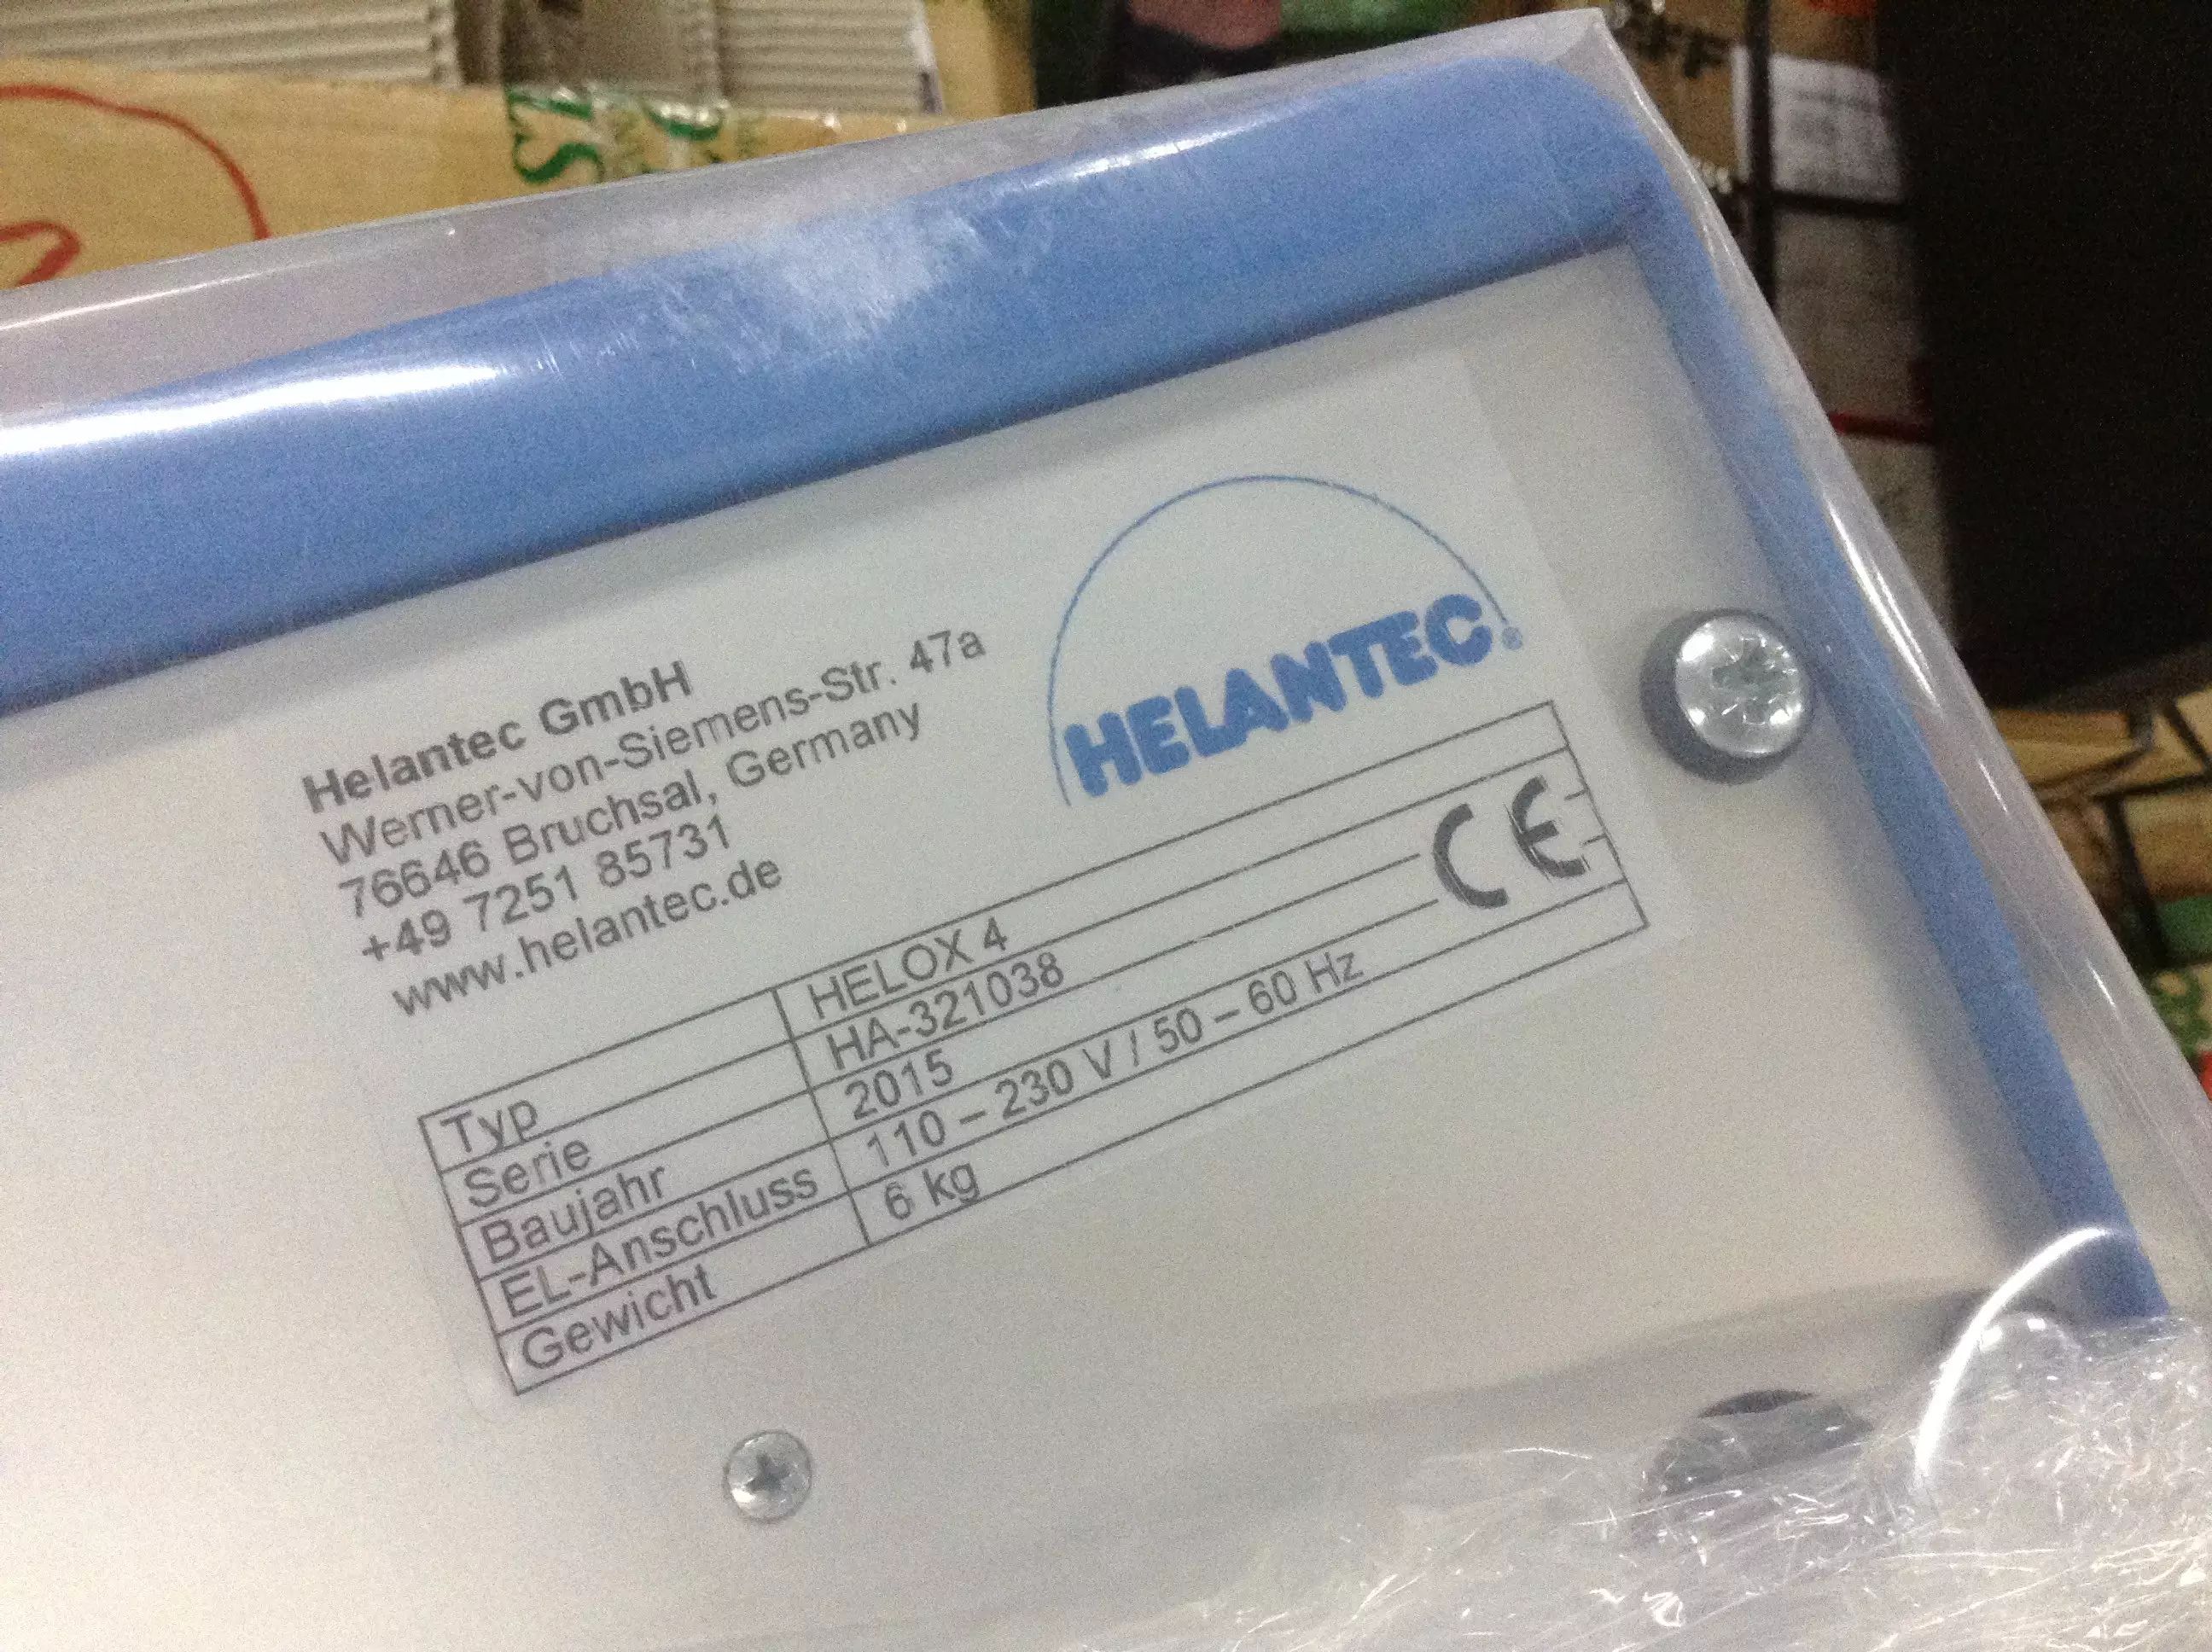 Helantec GmbH
Werner-von-Siemens-Str. 47a
76646 Bruchsal, Germany
+49 7251 85731
www.helantec.de
HELANTEC®
Typ HELOX 4
Serie HA-321038
Baujahr 2015
EL-Anschluss 110 – 230 V / 50 – 60 Hz
Gewicht 6 kg
CE